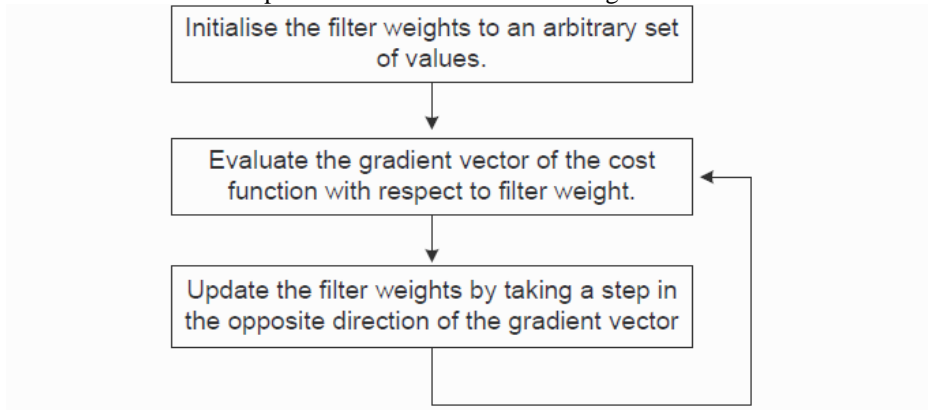 Initialise the filter weights to an arbitrary set
of values.
Evaluate the gradient vector of the cost
function with respect to filter weight.
Update the filter weights by taking a step in
the opposite direction of the gradient vector